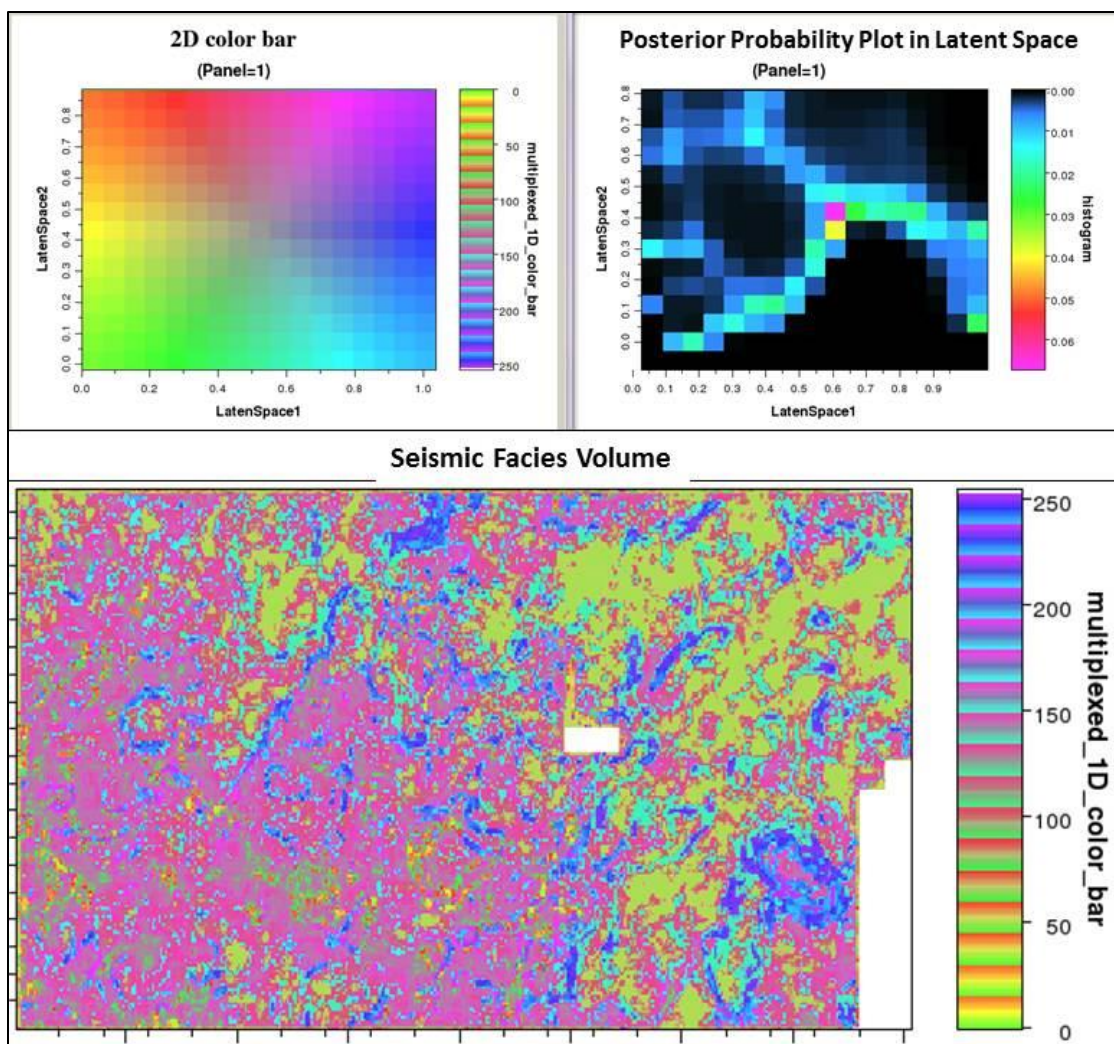 2D color bar
(Panel=1)
0.8
0.7
0.6
0.5
0.4
0.3
0.2
0.1
0.0
LatenSpace2
0.0 0.2 0.4 0.6 0.8 1.0
LatenSpace1
0
50
100
150
200
250
multiplexed_1D_color_bar
Posterior Probability Plot in Latent Space
(Panel=1)
0.8
0.7
0.6
0.5
0.4
0.3
0.2
0.1
0.0
LatenSpace2
0.0 0.1 0.2 0.3 0.4 0.5 0.6 0.7 0.8 0.9
LatenSpace1
0.00
0.01
0.02
0.03
0.04
0.05
0.06
histogram
Seismic Facies Volume
250
200
150
100
50
0
multiplexed_1D_color_bar